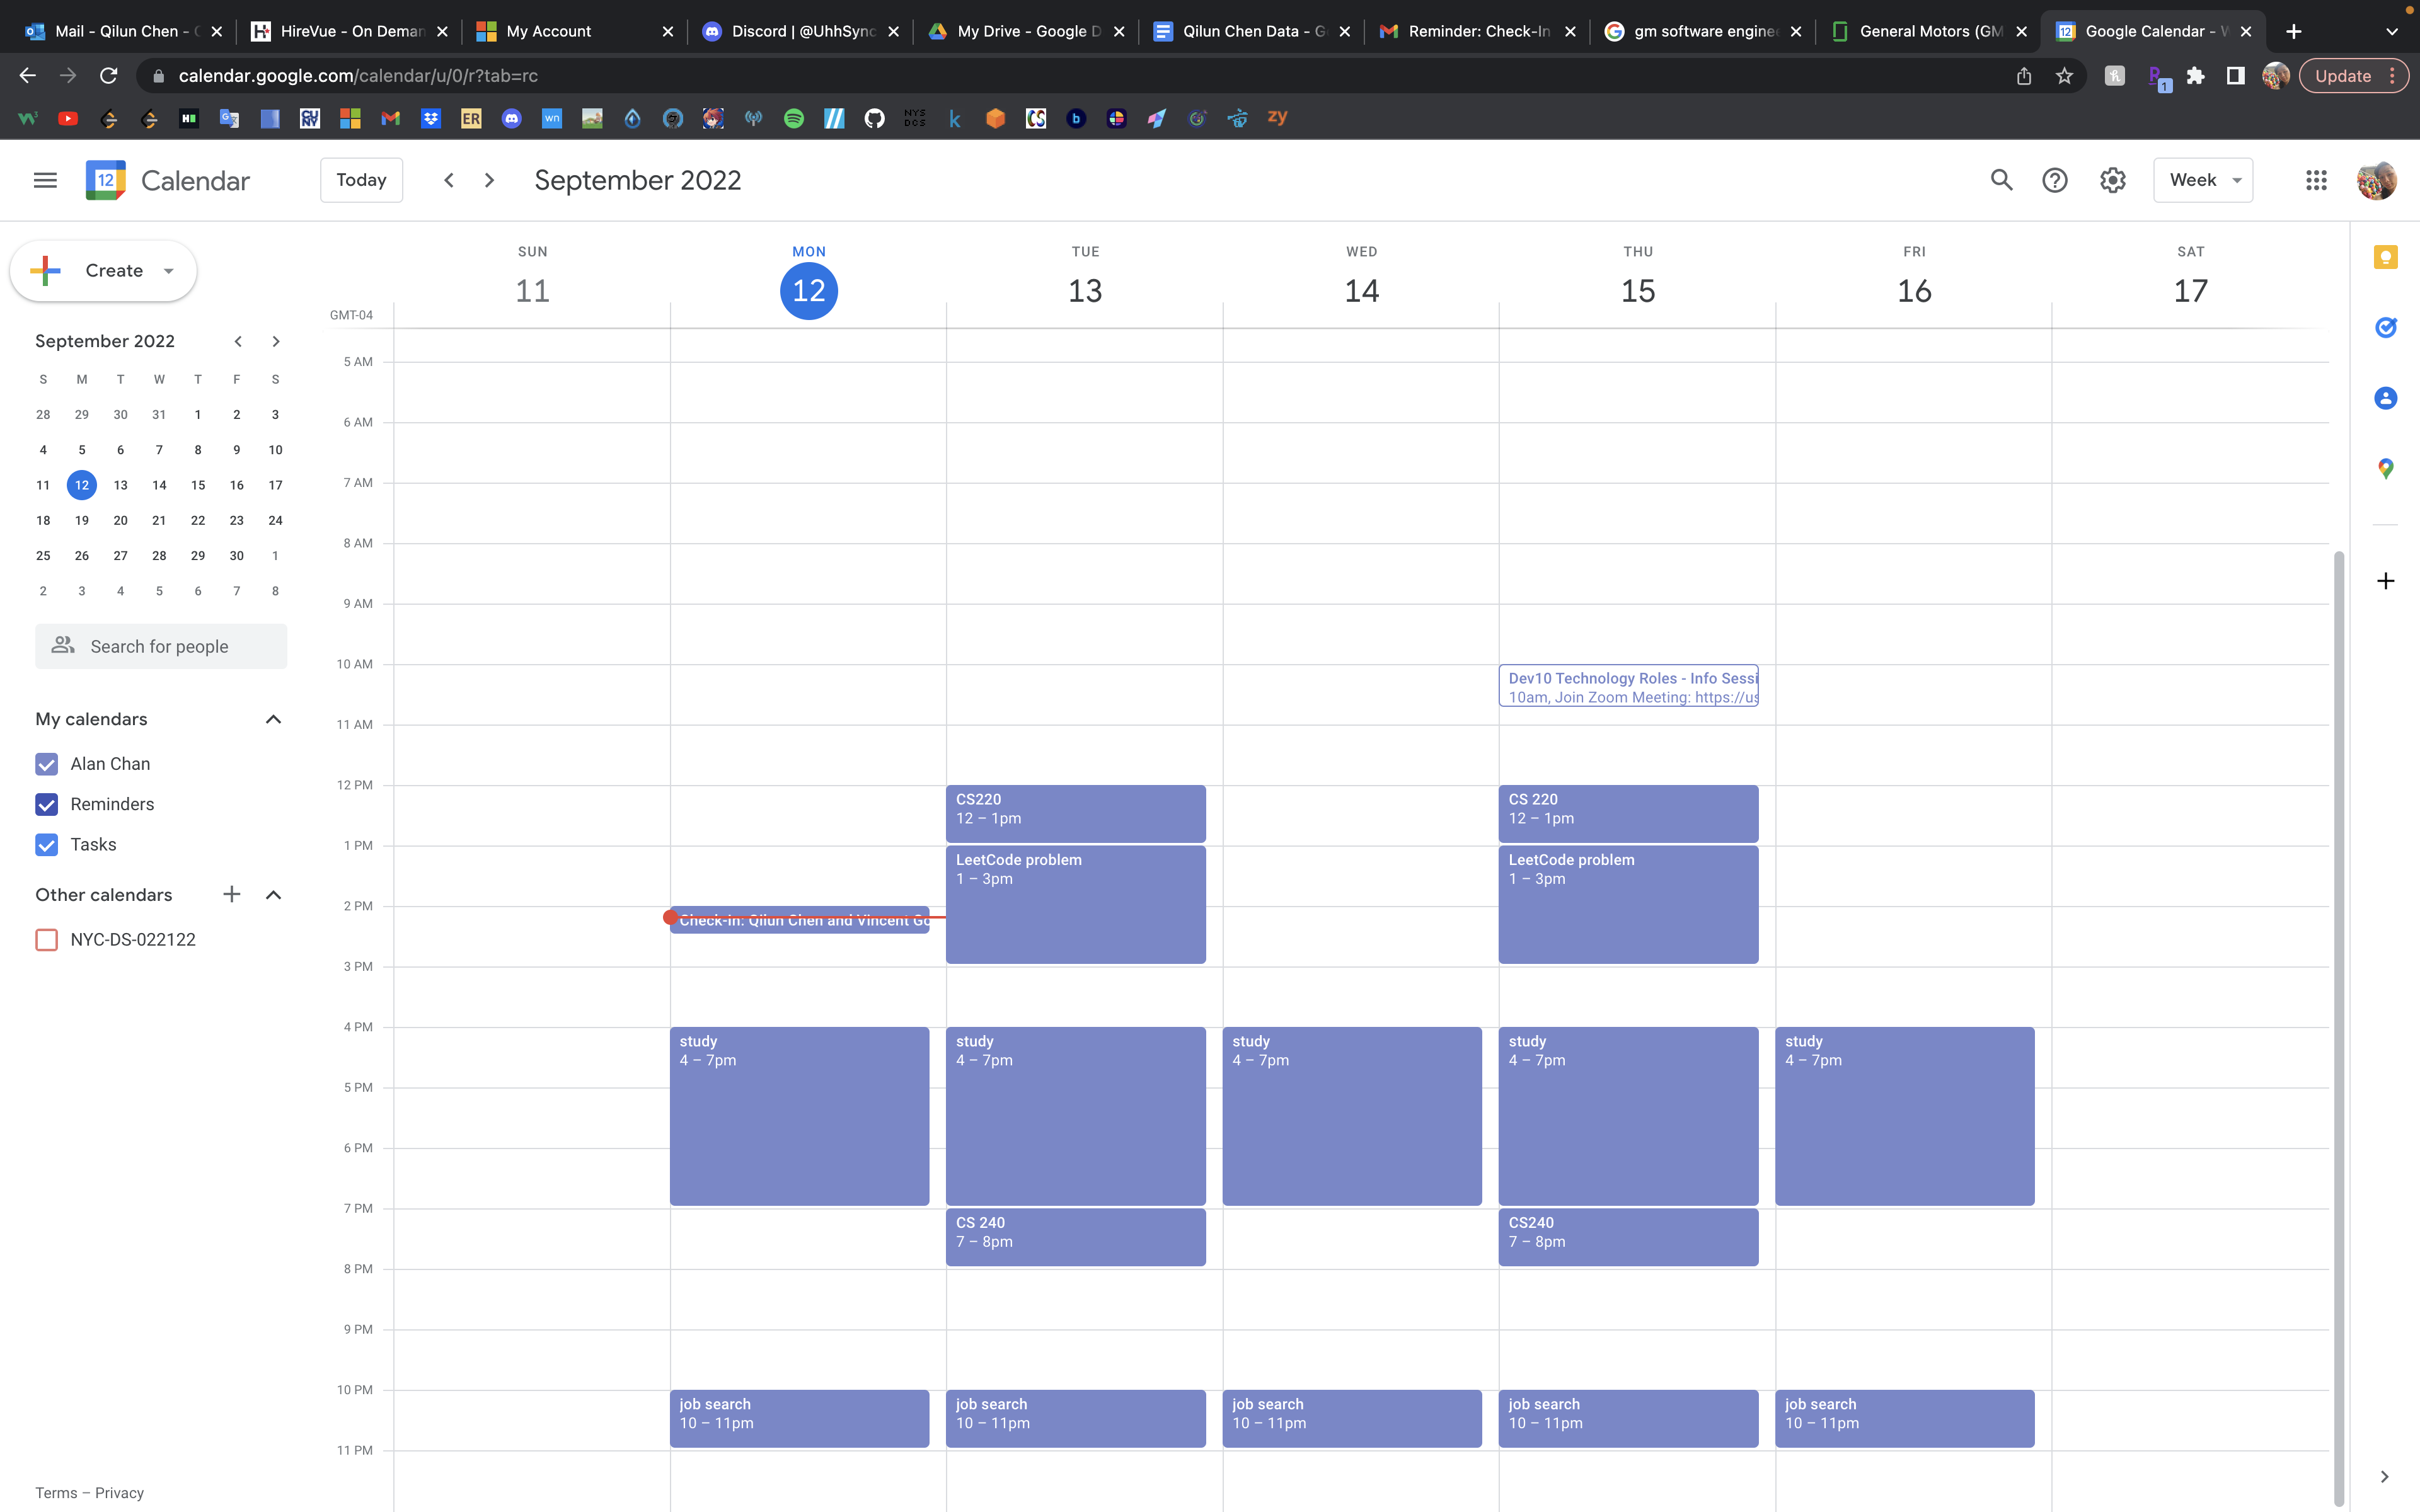 Mail - Qilun Chen -
HireVue - On Deman
My Account
Discord | @UhhSync
My Drive - Google D
Qilun Chen Data - G
Reminder: Check-In
gm software enginee
General Motors (GM
Google Calendar - W
calendar.google.com/calendar/u/0/r?tab=rc
1
Update
W3
H
CU
NY
ER
wn
NYS
DCS
k
CS
b
zy
12
Calendar
Today
September 2022
Week
Create
SUN
11
MON
12
TUE
13
WED
14
THU
15
FRI
16
SAT
17
GMT-04
September 2022
S M T W T F S
28 29 30 31 1 2 3
4 5 6 7 8 9 10
11 12 13 14 15 16 17
18 19 20 21 22 23 24
25 26 27 28 29 30 1
2 3 4 5 6 7 8
Search for people
My calendars
Alan Chan
Reminders
Tasks
Other calendars
NYC-DS-022122
Terms – Privacy
5 AM
6 AM
7 AM
8 AM
9 AM
10 AM
11 AM
12 PM
1 PM
2 PM
3 PM
4 PM
5 PM
6 PM
7 PM
8 PM
9 PM
10 PM
11 PM
Check-In: Qilun Chen and Vincent Go
study
4 – 7pm
job search
10 – 11pm
CS220
12 – 1pm
LeetCode problem
1 – 3pm
study
4 – 7pm
CS 240
7 – 8pm
job search
10 – 11pm
study
4 – 7pm
job search
10 – 11pm
Dev10 Technology Roles - Info Sessi
10am, Join Zoom Meeting: https://us
CS 220
12 – 1pm
LeetCode problem
1 – 3pm
study
4 – 7pm
CS240
7 – 8pm
job search
10 – 11pm
study
4 – 7pm
job search
10 – 11pm